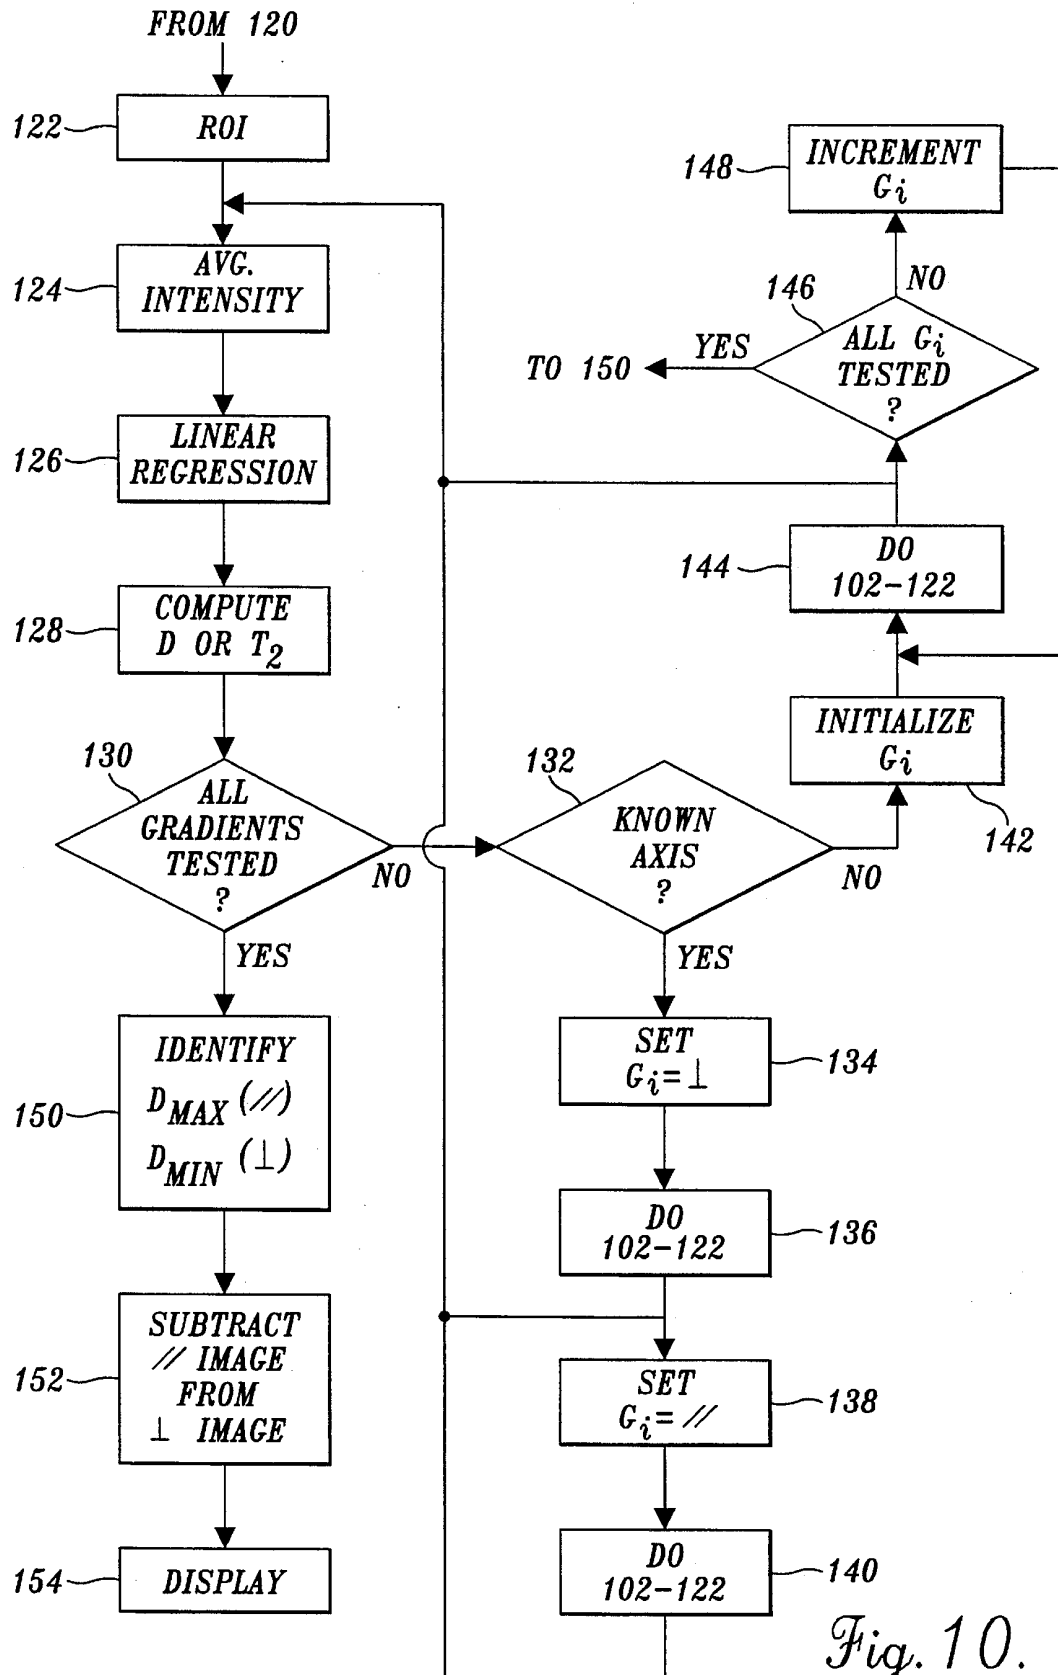 FROM 120
122
ROI
124
AVG.
INTENSITY
126
LINEAR
REGRESSION
128
COMPUTE
D OR T2
130
ALL
GRADIENTS
TESTED
?
NO
YES
150
IDENTIFY
DMAX (//)
DMIN (⊥)
152
SUBTRACT
// IMAGE
FROM
⊥ IMAGE
154
DISPLAY
132
KNOWN
AXIS
?
NO
YES
SET
Gi=⊥
134
DO
102-122
136
SET
Gi=//
138
DO
102-122
140
148
INCREMENT
Gi
NO
146
ALL Gi
TESTED
?
YES
TO 150
144
DO
102-122
INITIALIZE
Gi
142
Fig. 10.